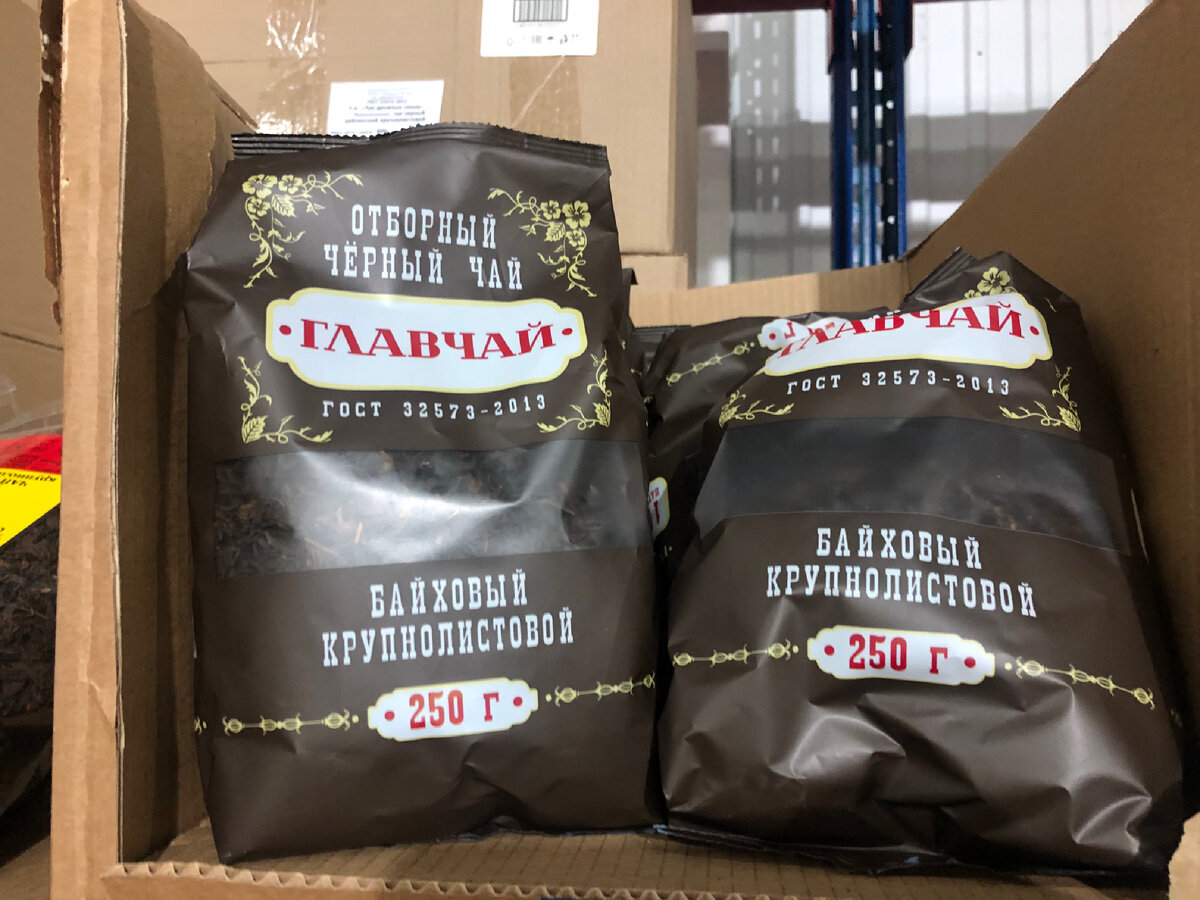 ОТБОРНЫЙ
ЧЁРНЫЙ ЧАЙ
ГЛАВЧАЙ
ГОСТ 32573-2013
БАЙХОВЫЙ
КРУПНОЛИСТОВОЙ
250 Г
ГЛАВЧАЙ
ГОСТ 32573-2013
БАЙХОВЫЙ
КРУПНОЛИСТОВОЙ
250 Г